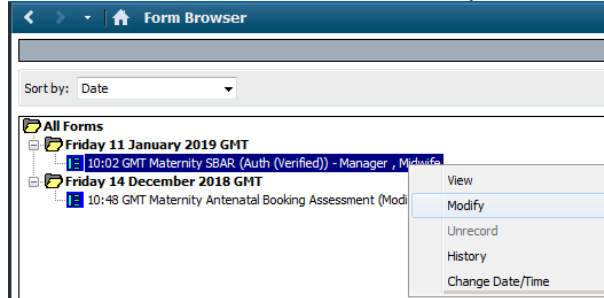 Form Browser
Sort by: Date
All Forms
Friday 11 January 2019 GMT
10:02 GMT Maternity SBAR (Auth (Verified)) - Manager , Midwife
Friday 14 December 2018 GMT
10:48 GMT Maternity Antenatal Booking Assessment (Modi
View
Modify
Unrecord
History
Change Date/Time